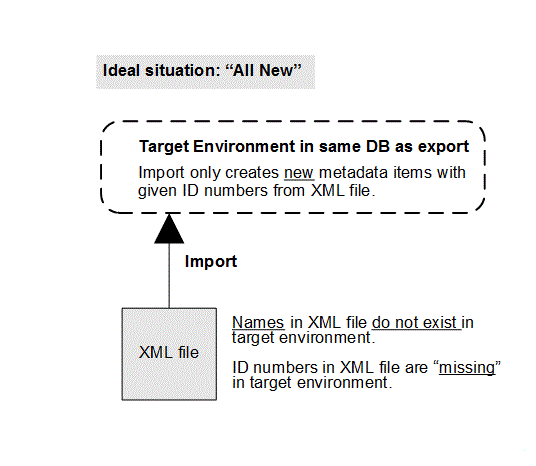 Ideal situation: “All New”
Target Environment in same DB as export
Import only creates new metadata items with
given ID numbers from XML file.
Import
XML file
Names in XML file do not exist in
target environment.
ID numbers in XML file are “missing”
in target environment.